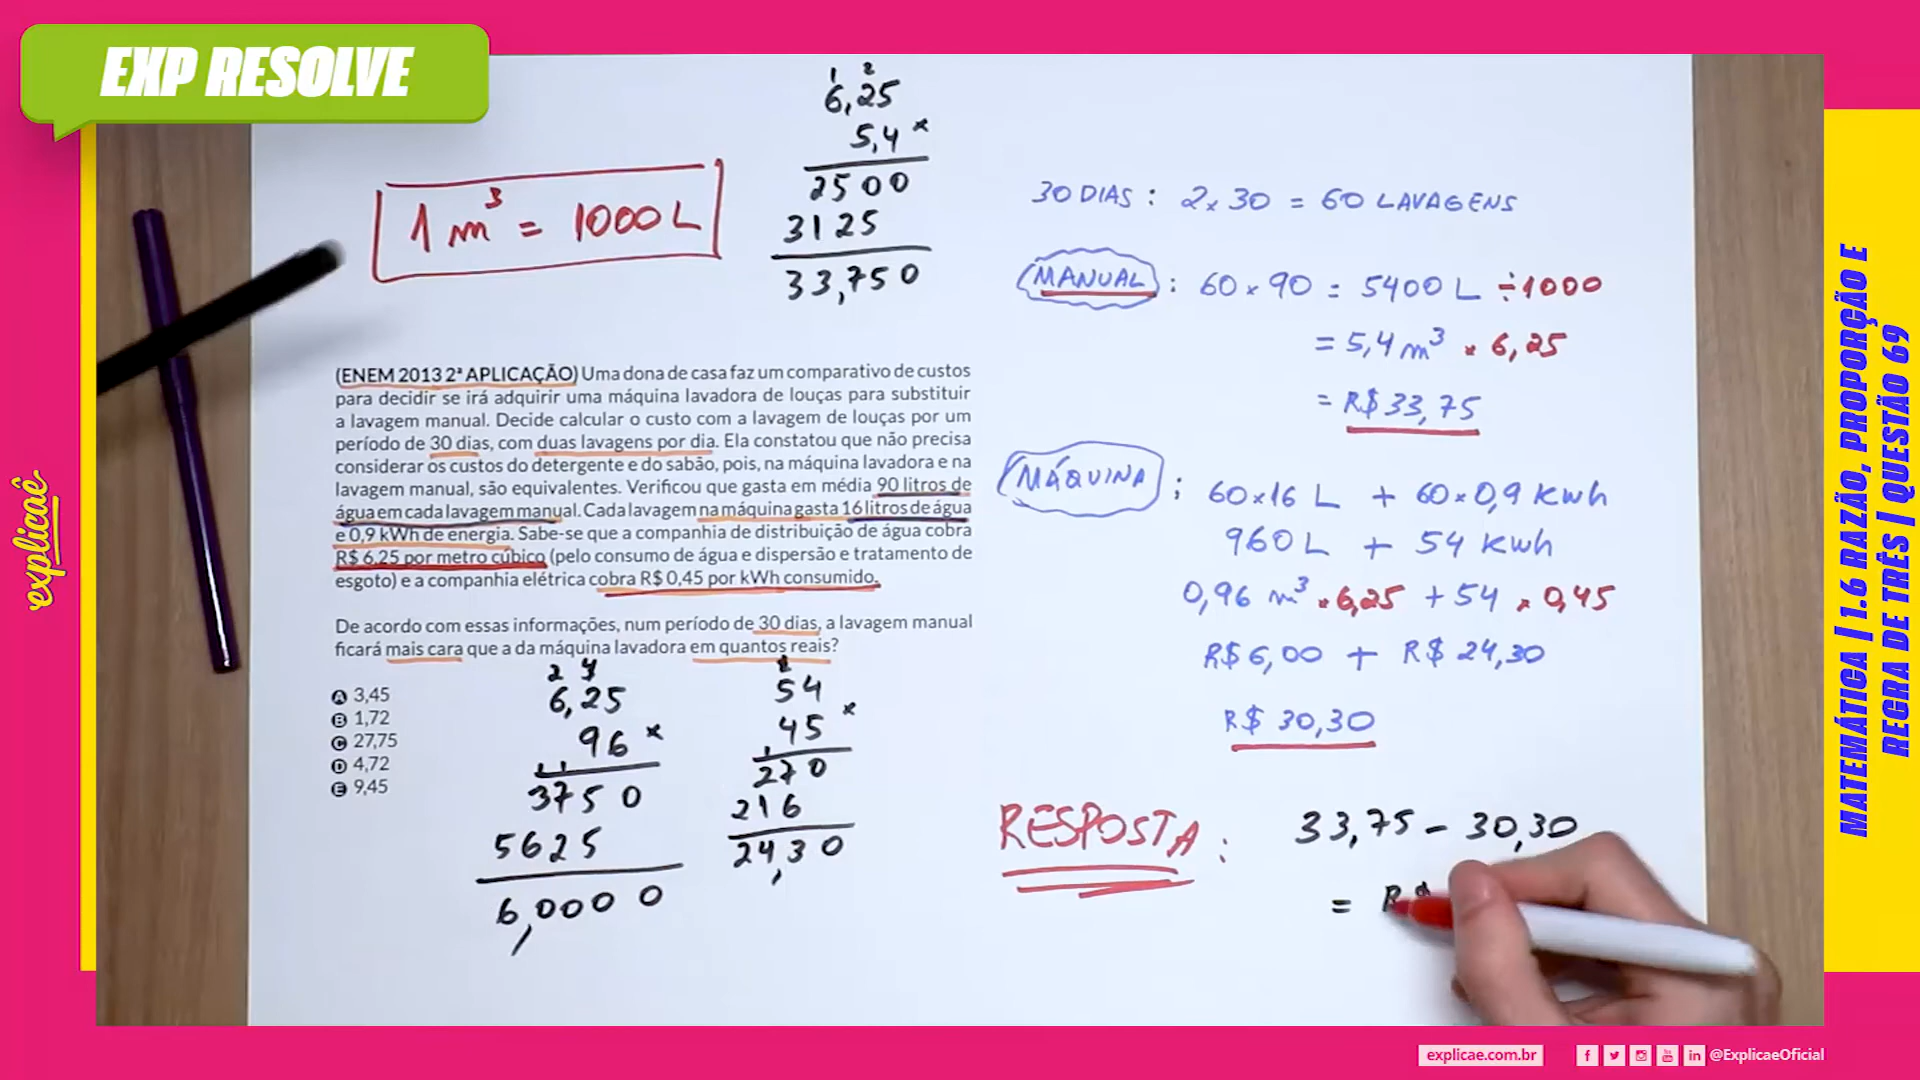 EXP RESOLVE
1 2
6,25
5,4 ×
2500
3125
33,750
1 m³ = 1000 L
30 DIAS : 2 × 30 = 60 LAVAGENS
MANUAL : 60 × 90 = 5400 L ÷ 1000
= 5,4 m³ × 6,25
= R$ 33,75
(ENEM 2013 2ª APLICAÇÃO) Uma dona de casa faz um comparativo de custos
para decidir se irá adquirir uma máquina lavadora de louças para substituir
a lavagem manual. Decide calcular o custo com a lavagem de louças por um
período de 30 dias, com duas lavagens por dia. Ela constatou que não precisa
considerar os custos do detergente e do sabão, pois, na máquina lavadora e na
lavagem manual, são equivalentes. Verificou que gasta em média 90 litros de
água em cada lavagem manual. Cada lavagem na máquina gasta 16 litros de água
e 0,9 kWh de energia. Sabe-se que a companhia de distribuição de água cobra
R$ 6,25 por metro cúbico (pelo consumo de água e dispersão e tratamento de
esgoto) e a companhia elétrica cobra R$ 0,45 por kWh consumido.
De acordo com essas informações, num período de 30 dias, a lavagem manual
ficará mais cara que a da máquina lavadora em quantos reais?
A 3,45
B 1,72
C 27,75
D 4,72
E 9,45
2
6,25
96 ×
1 1
3750
5625
6,0000
54
45 ×
1
270
216
24,30
MÁQUINA : 60 × 16 L + 60 × 0,9 KWh
960 L + 54 KWh
0,96 m³ × 6,25 + 54 × 0,45
R$ 6,00 + R$ 24,30
R$ 30,30
RESPOSTA : 33,75 - 30,30
= R$
explicaê
MATEMÁTICA | 1.6 RAZÃO, PROPORÇÃO E
REGRA DE TRÊS | QUESTÃO 69
explicae.com.br
@ExplicaeOficial